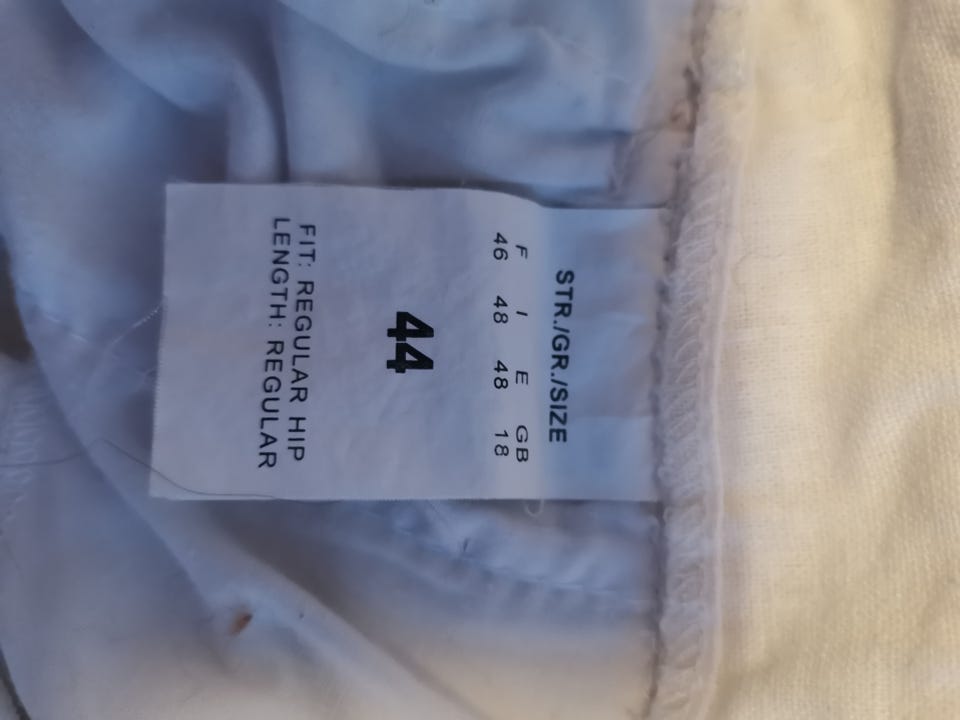 STR./GR./SIZE
F I E GB
46 48 48 18
44
FIT: REGULAR HIP
LENGTH: REGULAR